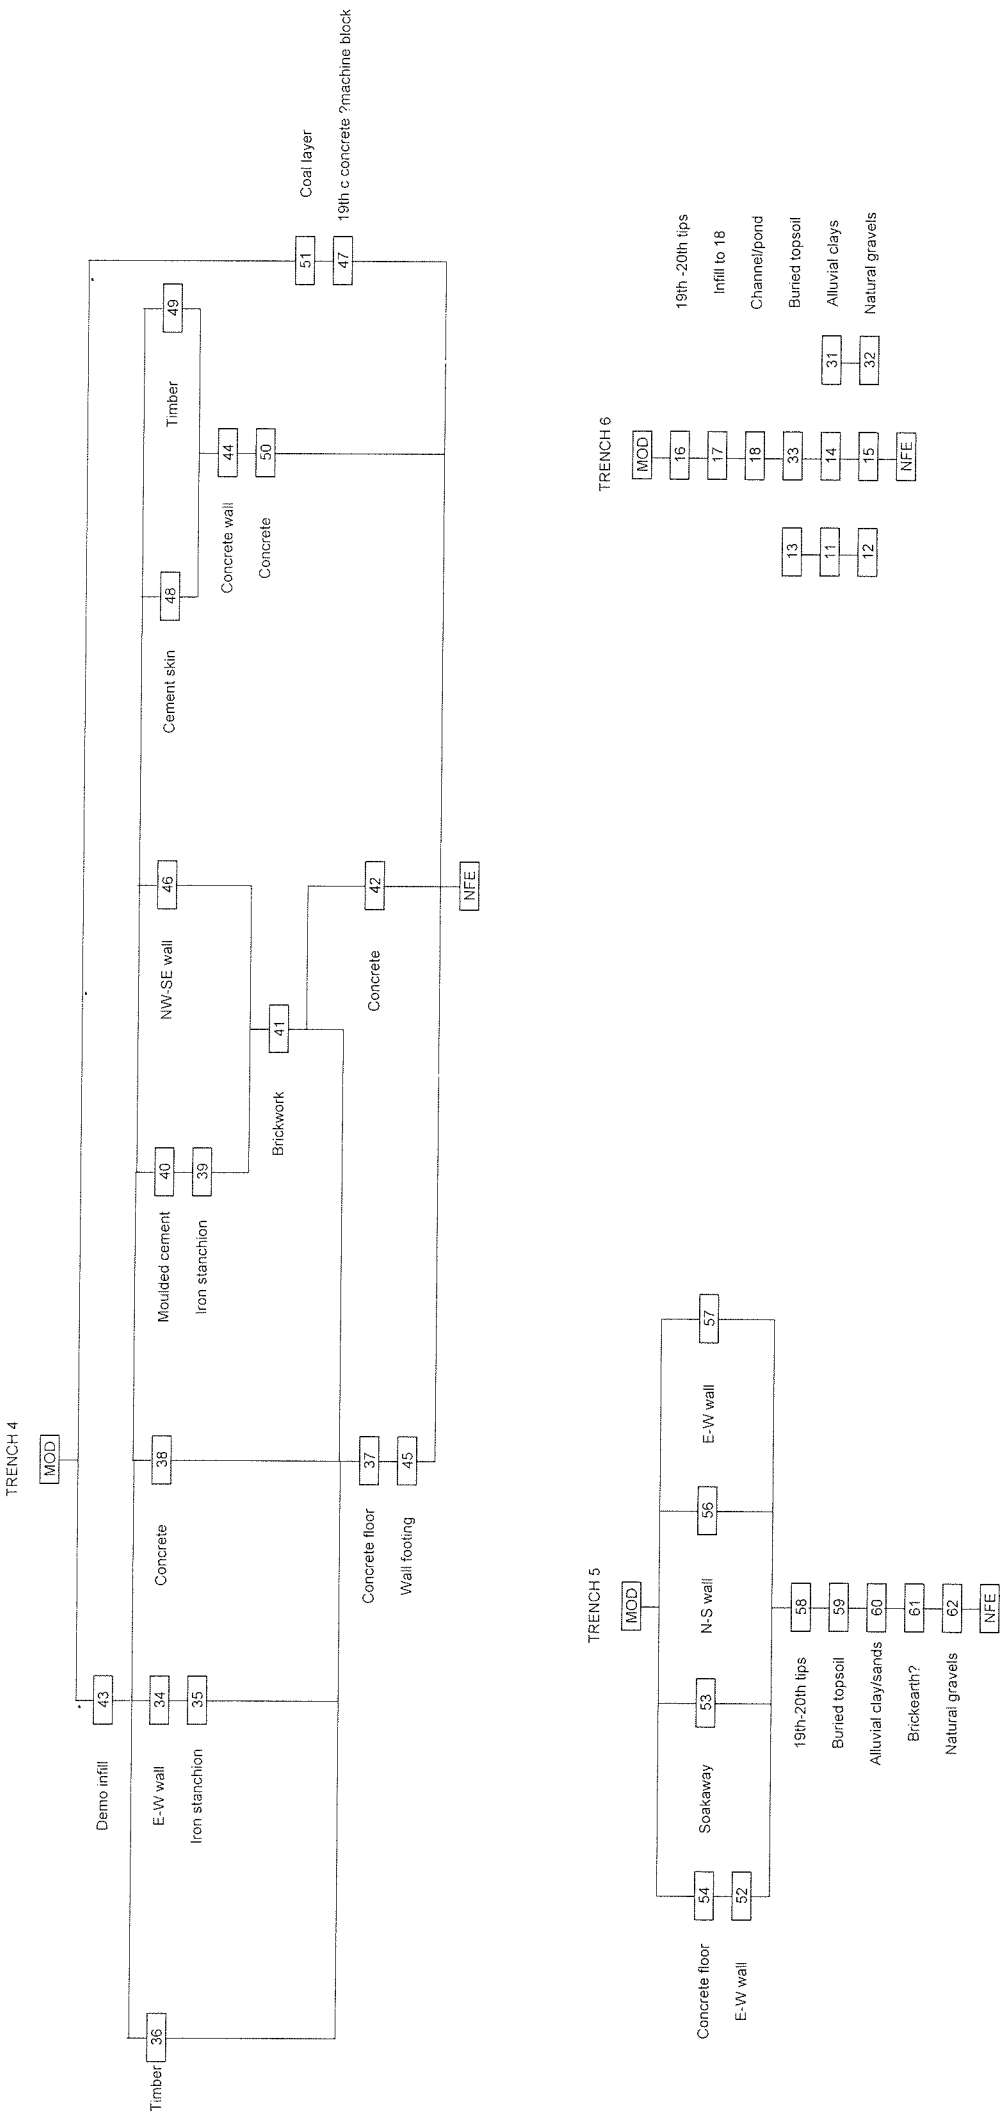 TRENCH 4
MOD
43
Demo infill
36
Timber
34
E-W wall
35
Iron stanchion
38
Concrete
40
Moulded cement
39
Iron stanchion
46
NW-SE wall
48
Cement skin
49
Timber
44
Concrete wall
50
Concrete
51
Coal layer
47
19th c concrete ?machine block
41
Brickwork
37
Concrete floor
45
Wall footing
42
Concrete
NFE
TRENCH 5
MOD
54
Concrete floor
52
E-W wall
53
Soakaway
56
N-S wall
57
E-W wall
58
19th-20th tips
59
Buried topsoil
60
Alluvial clay/sands
61
Brickearth?
62
Natural gravels
NFE
TRENCH 6
MOD
16
19th -20th tips
17
Infill to 18
18
Channel/pond
13
33
Buried topsoil
11
14
31
Alluvial clays
12
15
32
Natural gravels
NFE